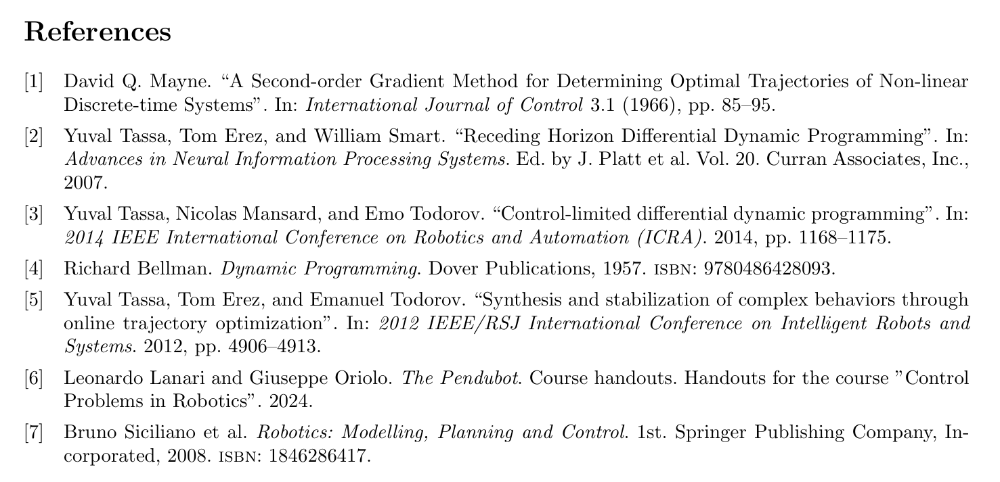 References
[1] David Q. Mayne. “A Second-order Gradient Method for Determining Optimal Trajectories of Non-linear
Discrete-time Systems”. In: International Journal of Control 3.1 (1966), pp. 85–95.
[2] Yuval Tassa, Tom Erez, and William Smart. “Receding Horizon Differential Dynamic Programming”. In:
Advances in Neural Information Processing Systems. Ed. by J. Platt et al. Vol. 20. Curran Associates, Inc.,
2007.
[3] Yuval Tassa, Nicolas Mansard, and Emo Todorov. “Control-limited differential dynamic programming”. In:
2014 IEEE International Conference on Robotics and Automation (ICRA). 2014, pp. 1168–1175.
[4] Richard Bellman. Dynamic Programming. Dover Publications, 1957. ISBN: 9780486428093.
[5] Yuval Tassa, Tom Erez, and Emanuel Todorov. “Synthesis and stabilization of complex behaviors through
online trajectory optimization”. In: 2012 IEEE/RSJ International Conference on Intelligent Robots and
Systems. 2012, pp. 4906–4913.
[6] Leonardo Lanari and Giuseppe Oriolo. The Pendubot. Course handouts. Handouts for the course ”Control
Problems in Robotics”. 2024.
[7] Bruno Siciliano et al. Robotics: Modelling, Planning and Control. 1st. Springer Publishing Company, In-
corporated, 2008. ISBN: 1846286417.